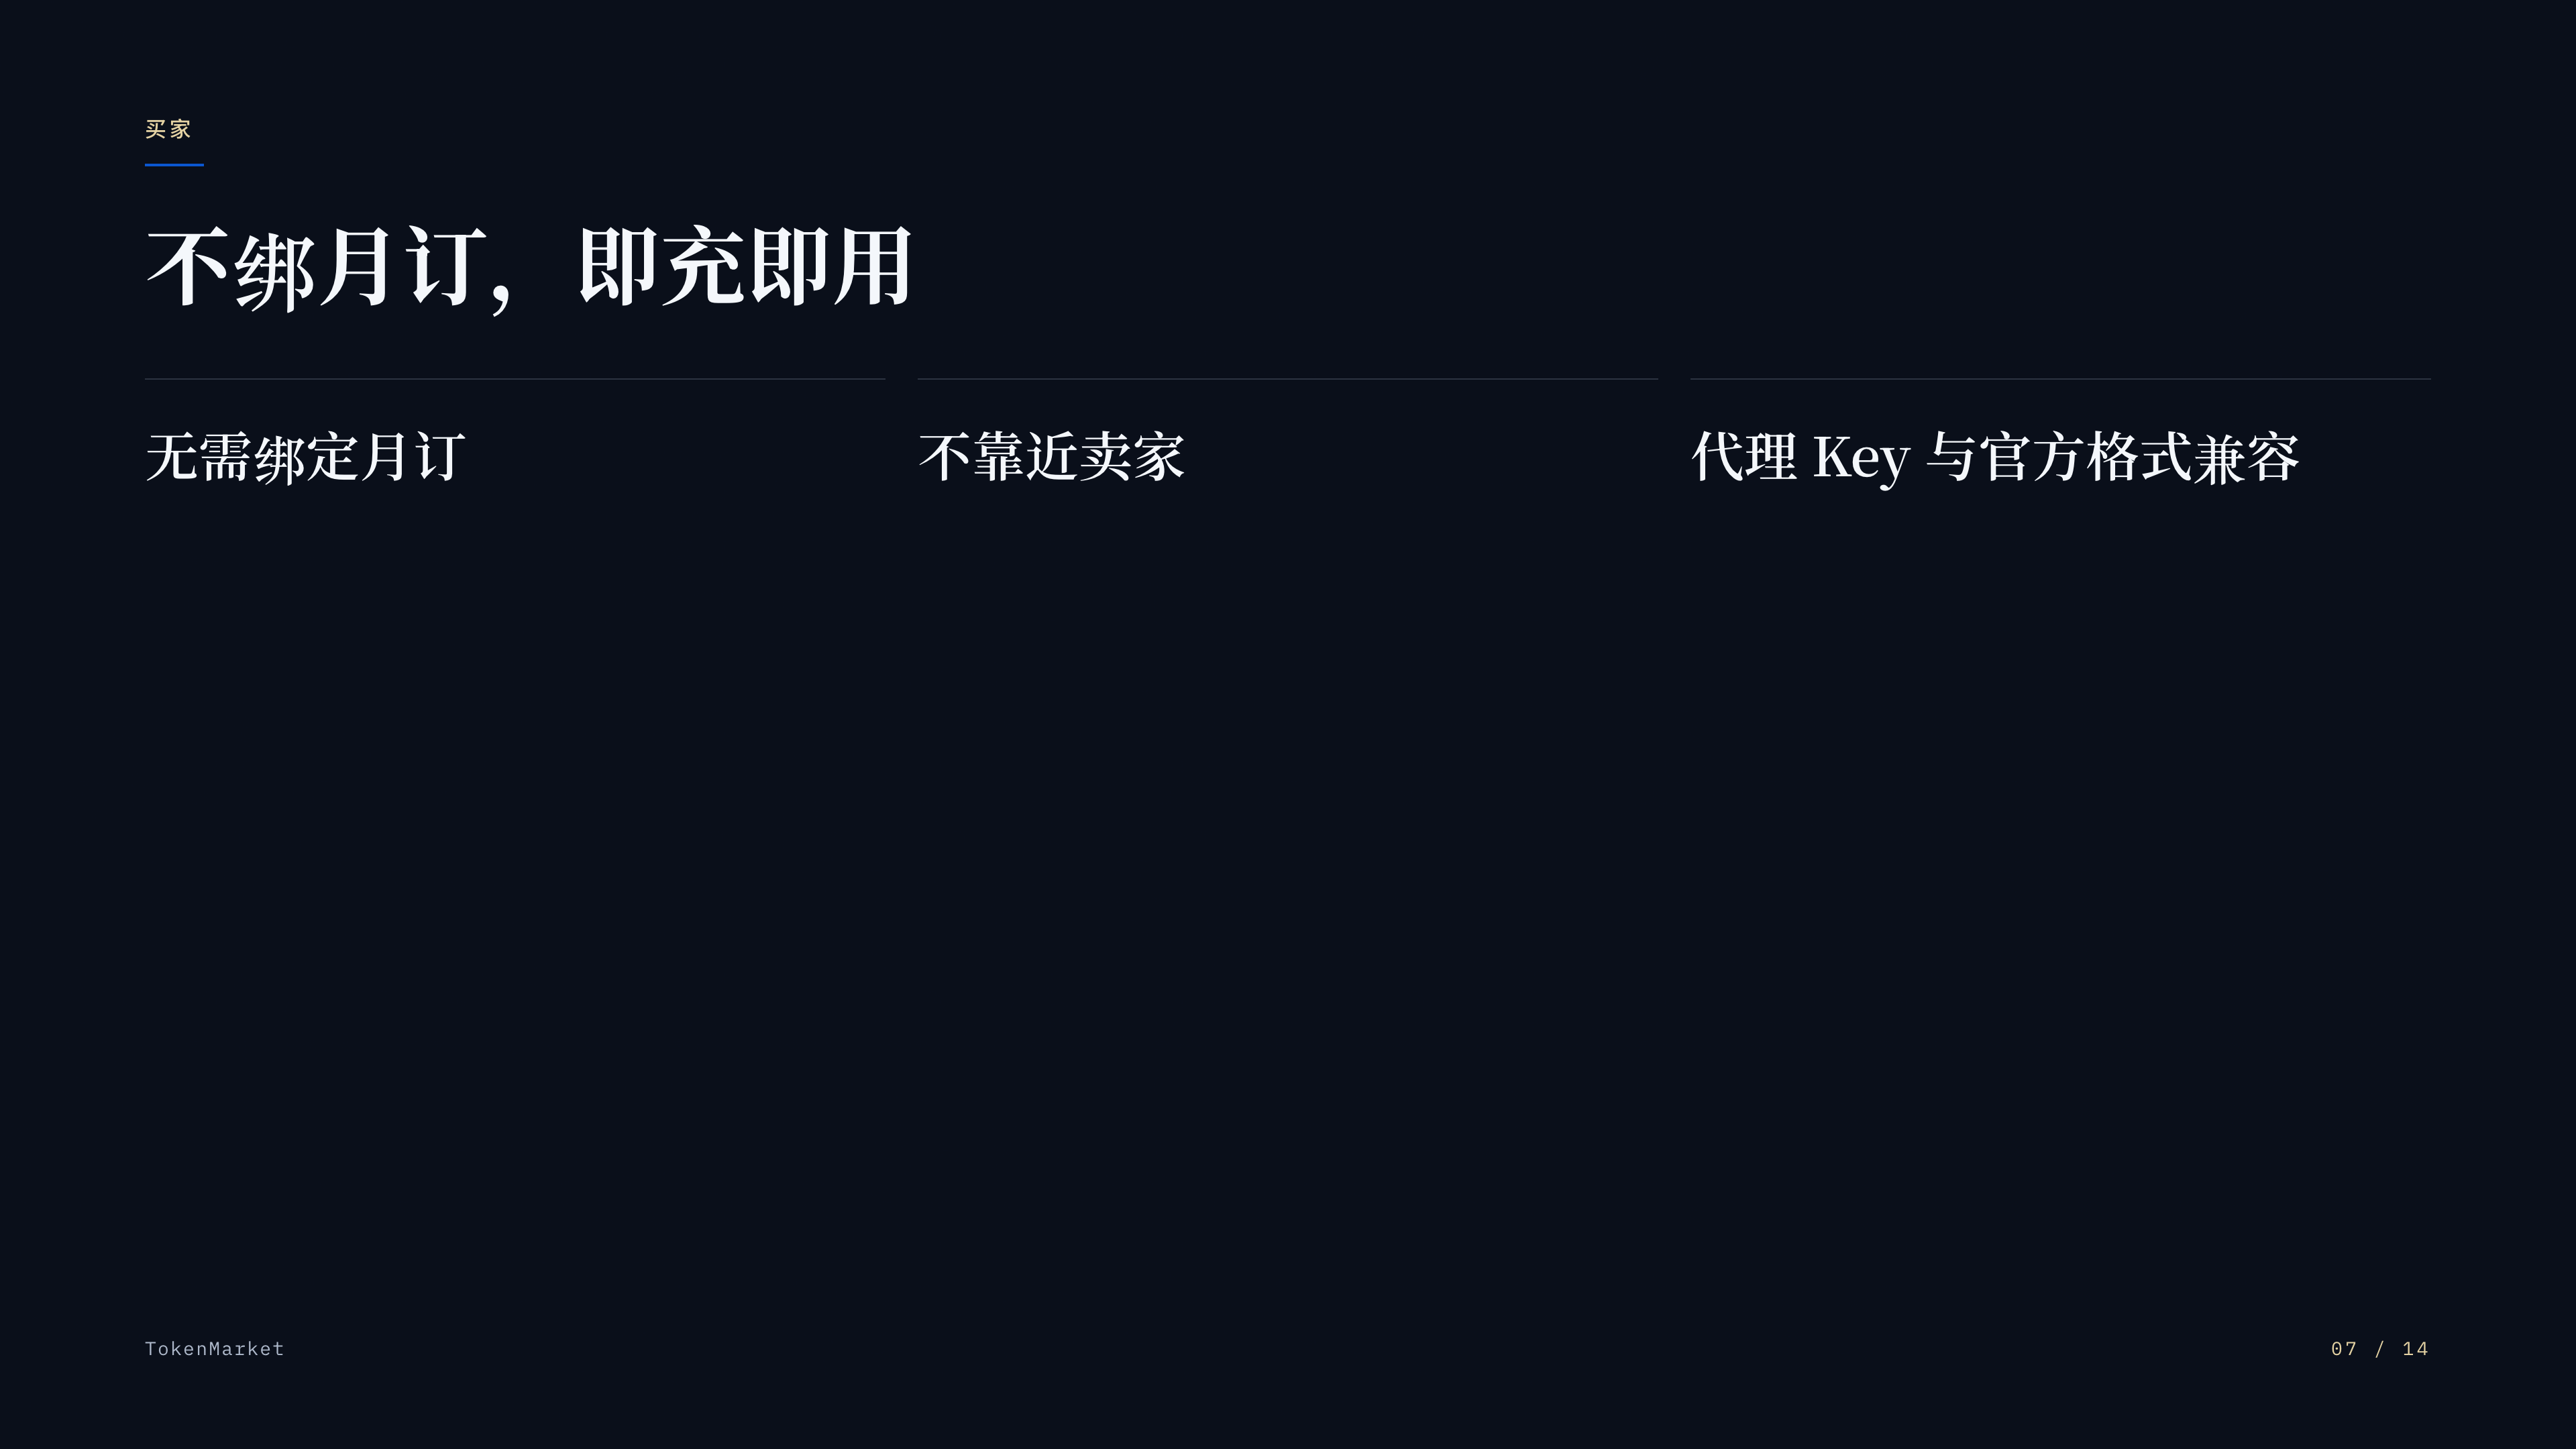 买家
不绑月订，即充即用
无需绑定月订
不靠近卖家
代理 Key 与官方格式兼容
TokenMarket
07 / 14